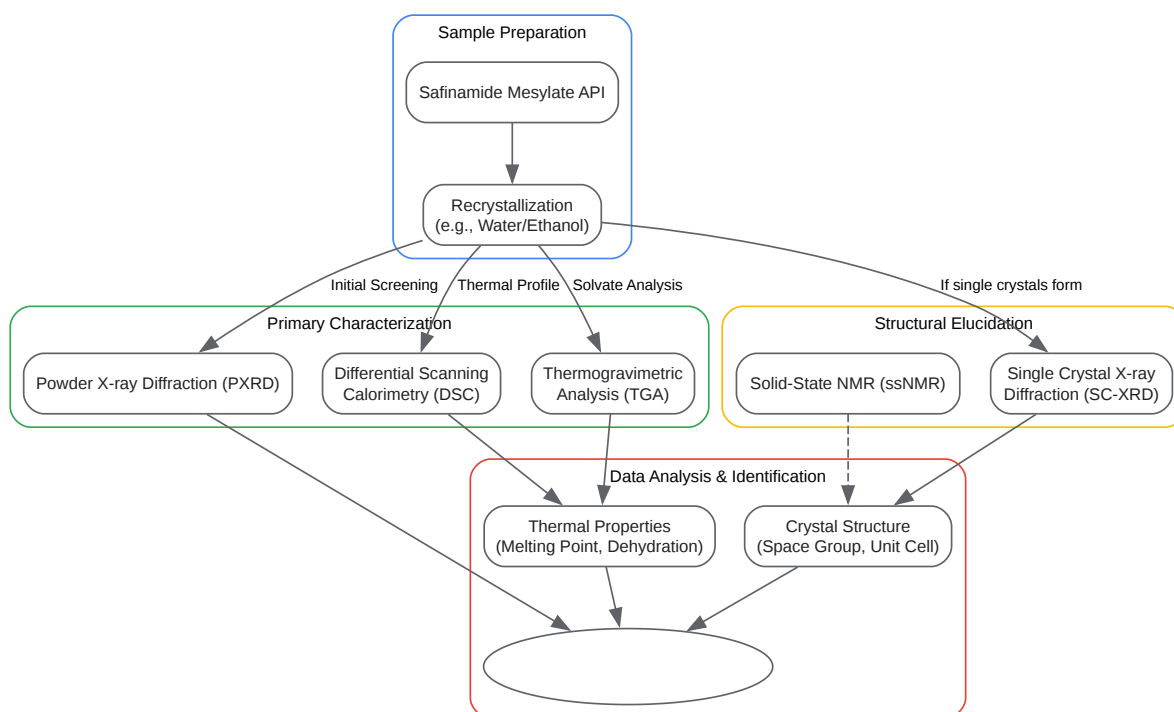 Sample Preparation
Safinamide Mesylate API
Recrystallization
(e.g., Water/Ethanol)
Initial Screening
Thermal Profile
Solvate Analysis
If single crystals form
Primary Characterization
Structural Elucidation
Powder X-ray Diffraction (PXRD)
Differential Scanning
Calorimetry (DSC)
Thermogravimetric
Analysis (TGA)
Solid-State NMR (ssNMR)
Single Crystal X-ray
Diffraction (SC-XRD)
Data Analysis & Identification
Thermal Properties
(Melting Point, Dehydration)
Crystal Structure
(Space Group, Unit Cell)